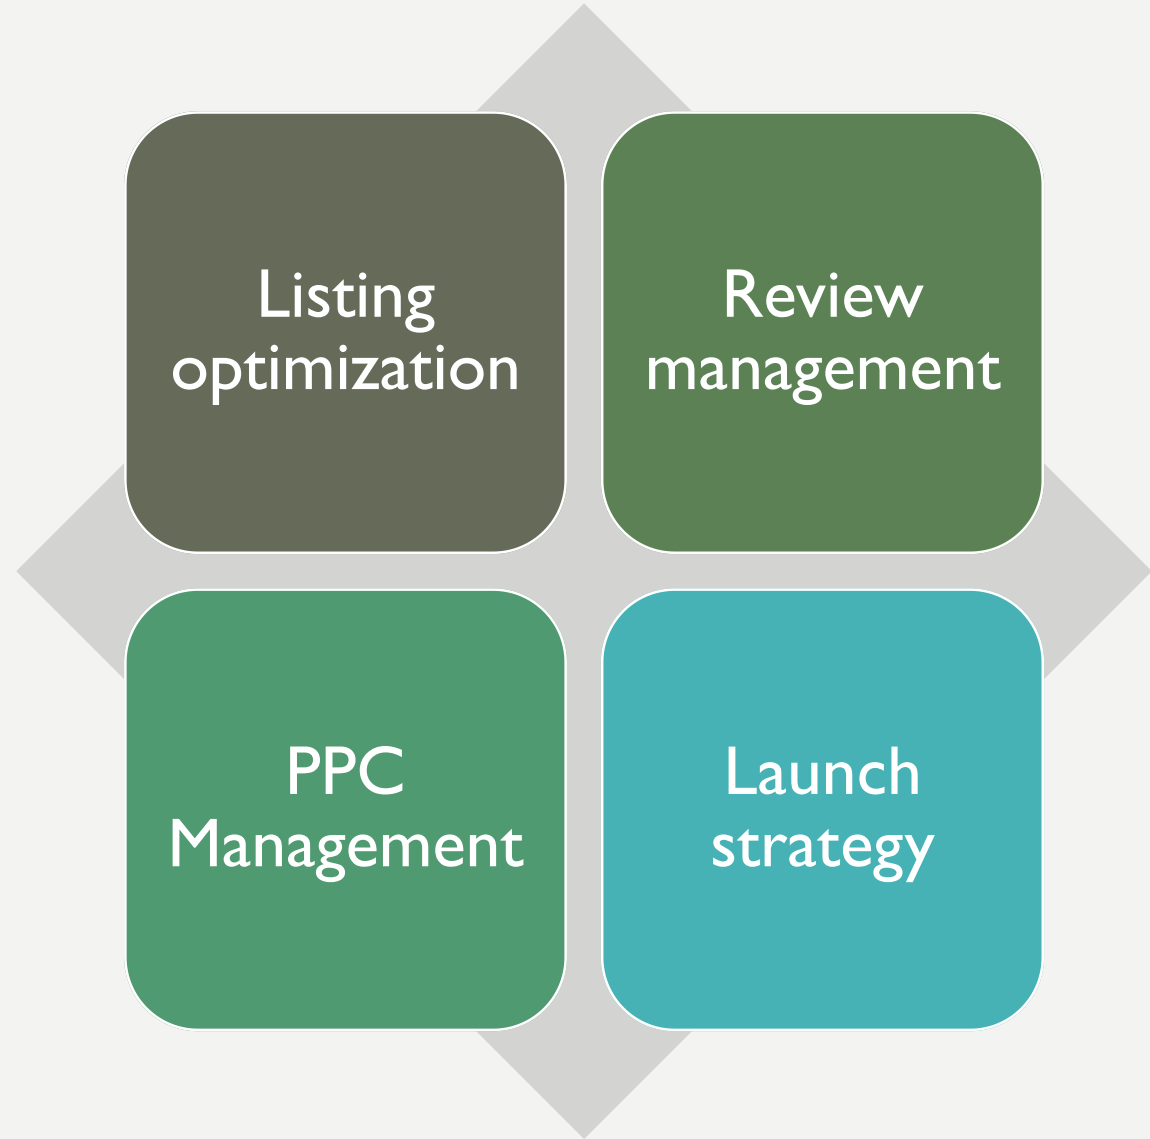 Listing
optimization
Review
management
PPC
Management
Launch
strategy